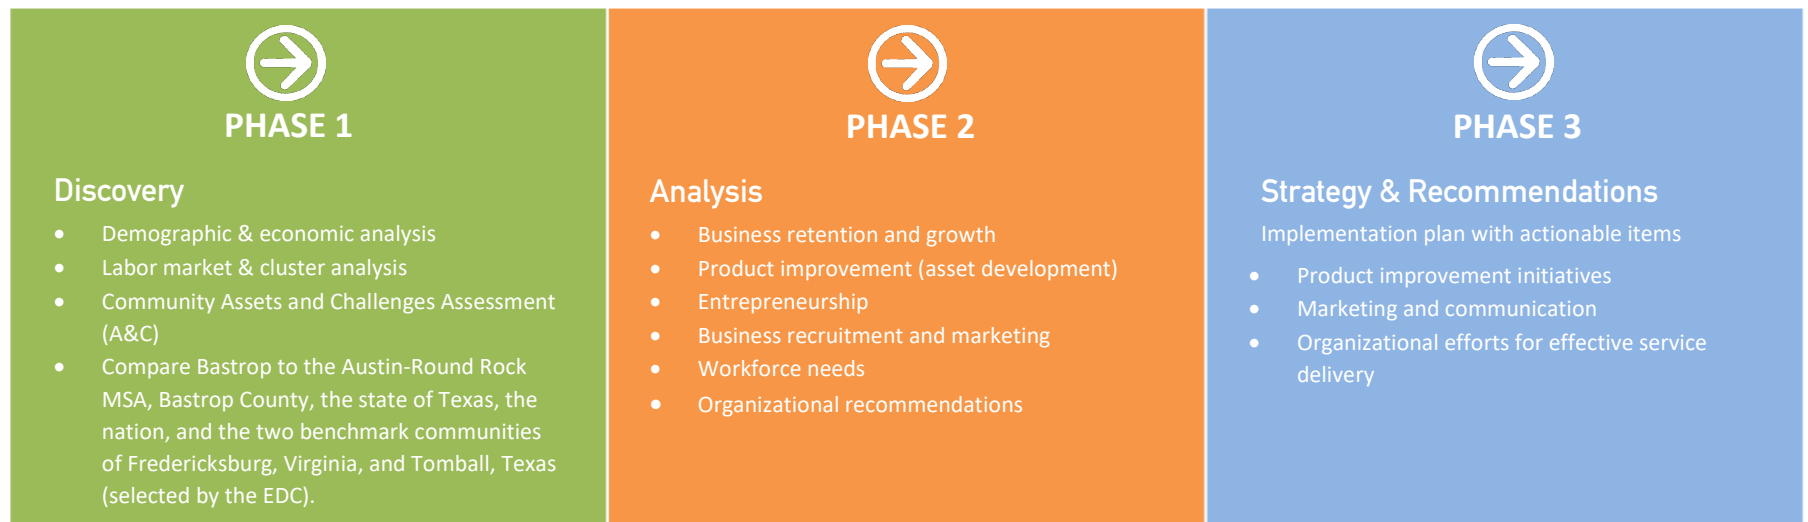 PHASE 1
Discovery
• Demographic & economic analysis
• Labor market & cluster analysis
• Community Assets and Challenges Assessment
(A&C)
• Compare Bastrop to the Austin-Round Rock
MSA, Bastrop County, the state of Texas, the
nation, and the two benchmark communities
of Fredericksburg, Virginia, and Tomball, Texas
(selected by the EDC).
PHASE 2
Analysis
• Business retention and growth
• Product improvement (asset development)
• Entrepreneurship
• Business recruitment and marketing
• Workforce needs
• Organizational recommendations
PHASE 3
Strategy & Recommendations
Implementation plan with actionable items
• Product improvement initiatives
• Marketing and communication
• Organizational efforts for effective service
delivery